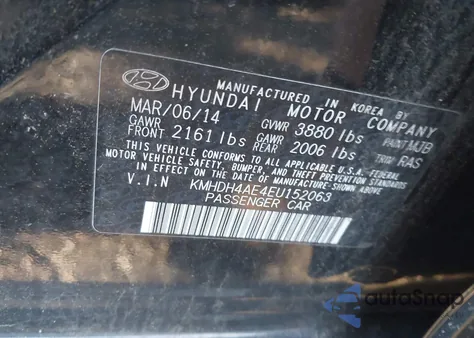 MANUFACTURED IN KOREA BY
HYUNDAI MOTOR COMPANY
MAR/06/14 GVWR 3880 lbs PAINT MJB
GAWR FRONT 2161 lbs GAWR REAR 2006 lbs TRIM RAS
THIS VEHICLE CONFORMS TO ALL APPLICABLE U.S.A. FEDERAL
MOTOR VEHICLE SAFETY, BUMPER, AND THEFT PREVENTION STANDARDS
IN EFFECT ON THE DATE OF MANUFACTURE SHOWN ABOVE.
V.I.N KMHDH4AE4EU152063
PASSENGER CAR
autoSnap